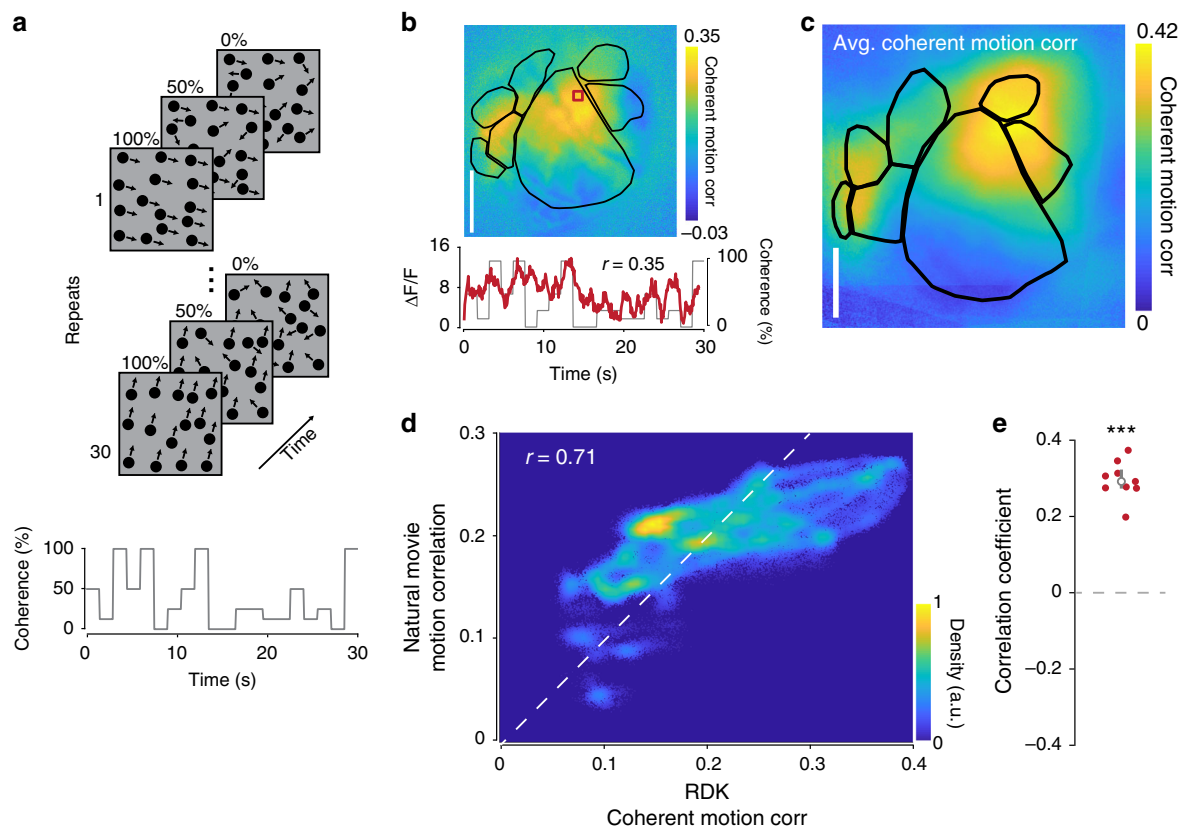 a
0%
50%
100%
1
Repeats
0%
50%
100%
30
Time
Coherence (%)
100
50
0
0
10
20
30
Time (s)
b
0.35
Coherent motion corr
−0.03
16
8
0
ΔF/F
r = 0.35
100
0
Coherence (%)
0
10
20
30
Time (s)
c
Avg. coherent motion corr
0.42
Coherent motion corr
0
d
r = 0.71
0.3
0.2
0.1
0
Natural movie
motion correlation
1
Density (a.u.)
0
0
0.1
0.2
0.3
0.4
RDK
Coherent motion corr
e
***
0.4
0.2
0
−0.2
−0.4
Correlation coefficient